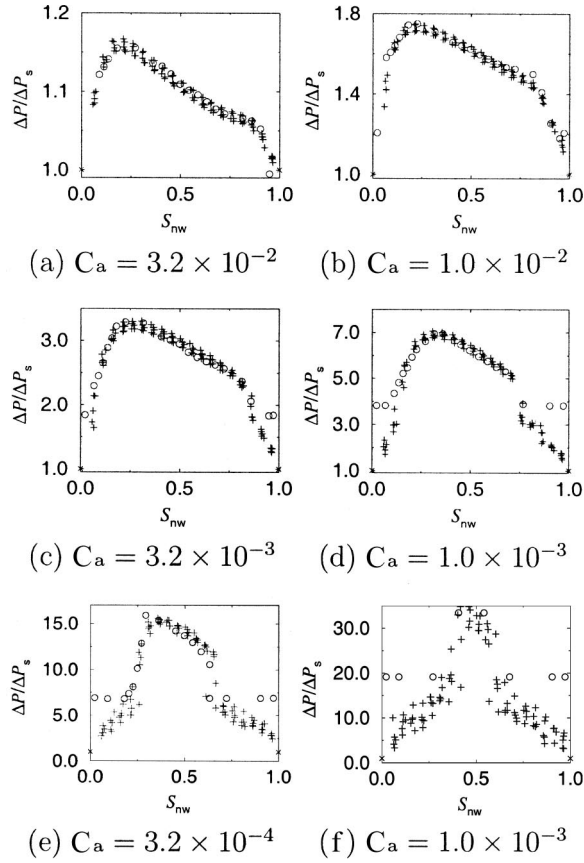 1.2
1.1
1.0
ΔP/ΔPs
0.0 0.5 1.0
Snw
(a) Ca = 3.2 × 10−2
1.8
1.6
1.4
1.2
1.0
ΔP/ΔPs
0.0 0.5 1.0
Snw
(b) Ca = 1.0 × 10−2
3.0
2.0
1.0
ΔP/ΔPs
0.0 0.5 1.0
Snw
(c) Ca = 3.2 × 10−3
7.0
5.0
3.0
1.0
ΔP/ΔPs
0.0 0.5 1.0
Snw
(d) Ca = 1.0 × 10−3
15.0
10.0
5.0
0.0
ΔP/ΔPs
0.0 0.5 1.0
Snw
(e) Ca = 3.2 × 10−4
30.0
20.0
10.0
0.0
ΔP/ΔPs
0.0 0.5 1.0
Snw
(f) Ca = 1.0 × 10−3